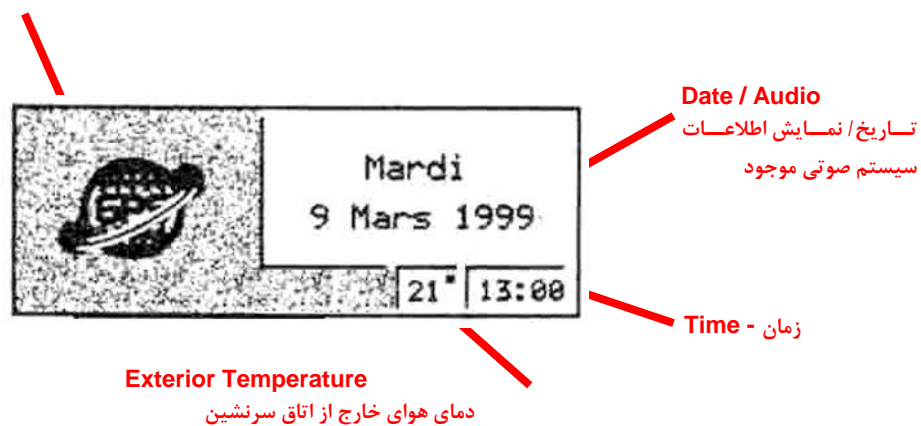 Date / Audio
تـــاریخ/ نمـــایش اطلاعـــات
سیستم صوتی موجود
Mardi
9 Mars 1999
21° 13:00
Time - زمان
Exterior Temperature
دمای هوای خارج از اتاق سرنشین